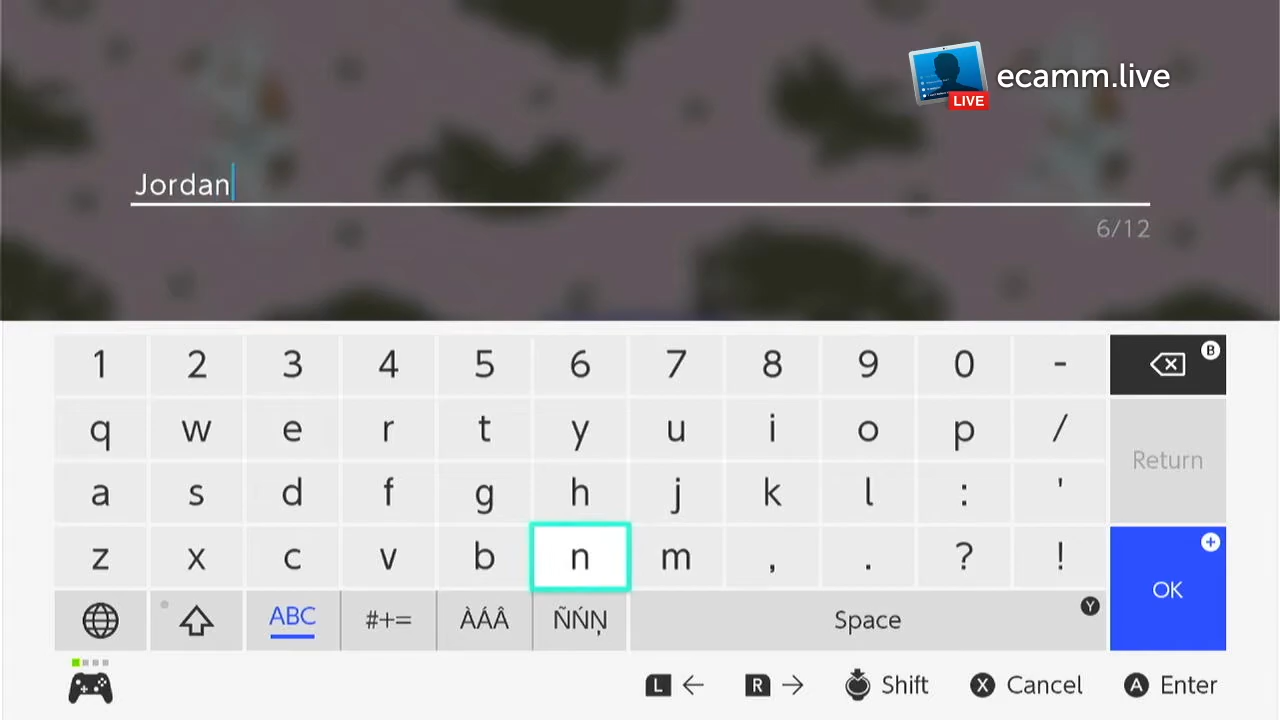 LIVE
ecamm.live
Jordan
6/12
1 2 3 4 5 6 7 8 9 0 - B
q w e r t y u i o p /
Return
a s d f g h j k l : '
z x c v b n m , . ? !
OK
ABC #+= ÀÁÂ ÑŃŅ Space Y
L ← R → Shift X Cancel A Enter